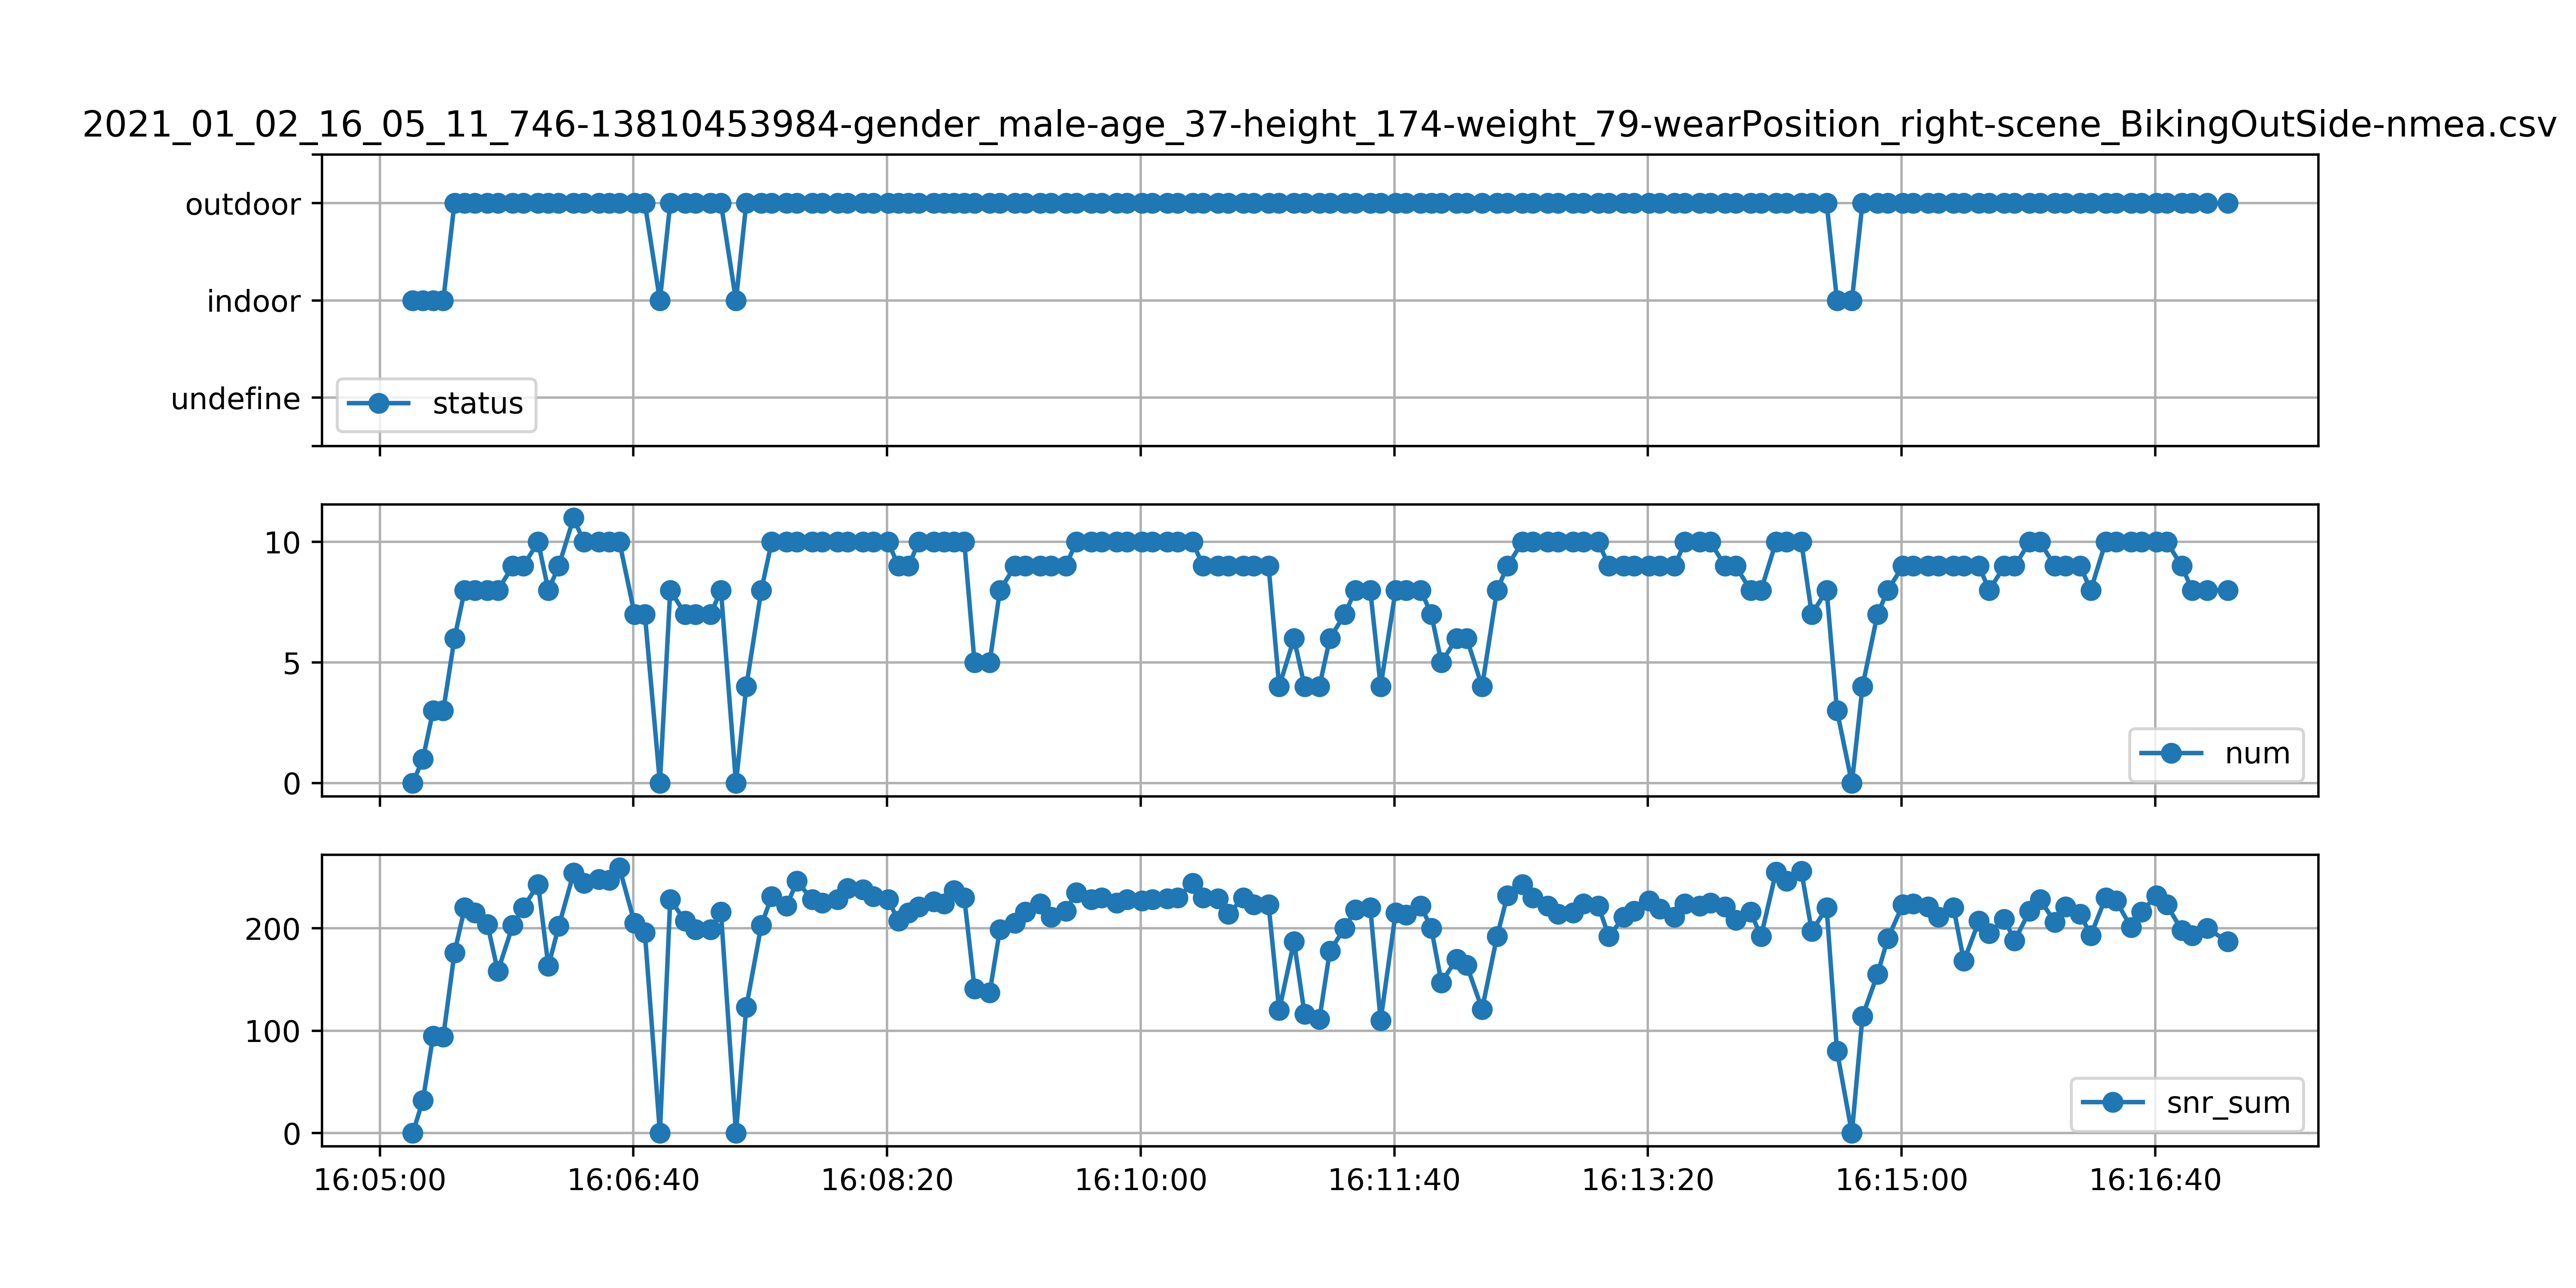 2021_01_02_16_05_11_746-13810453984-gender_male-age_37-height_174-weight_79-wearPosition_right-scene_BikingOutSide-nmea.csv
outdoor
indoor
undefine
status
10
5
0
num
200
100
0
snr_sum
16:05:00 16:06:40 16:08:20 16:10:00 16:11:40 16:13:20 16:15:00 16:16:40